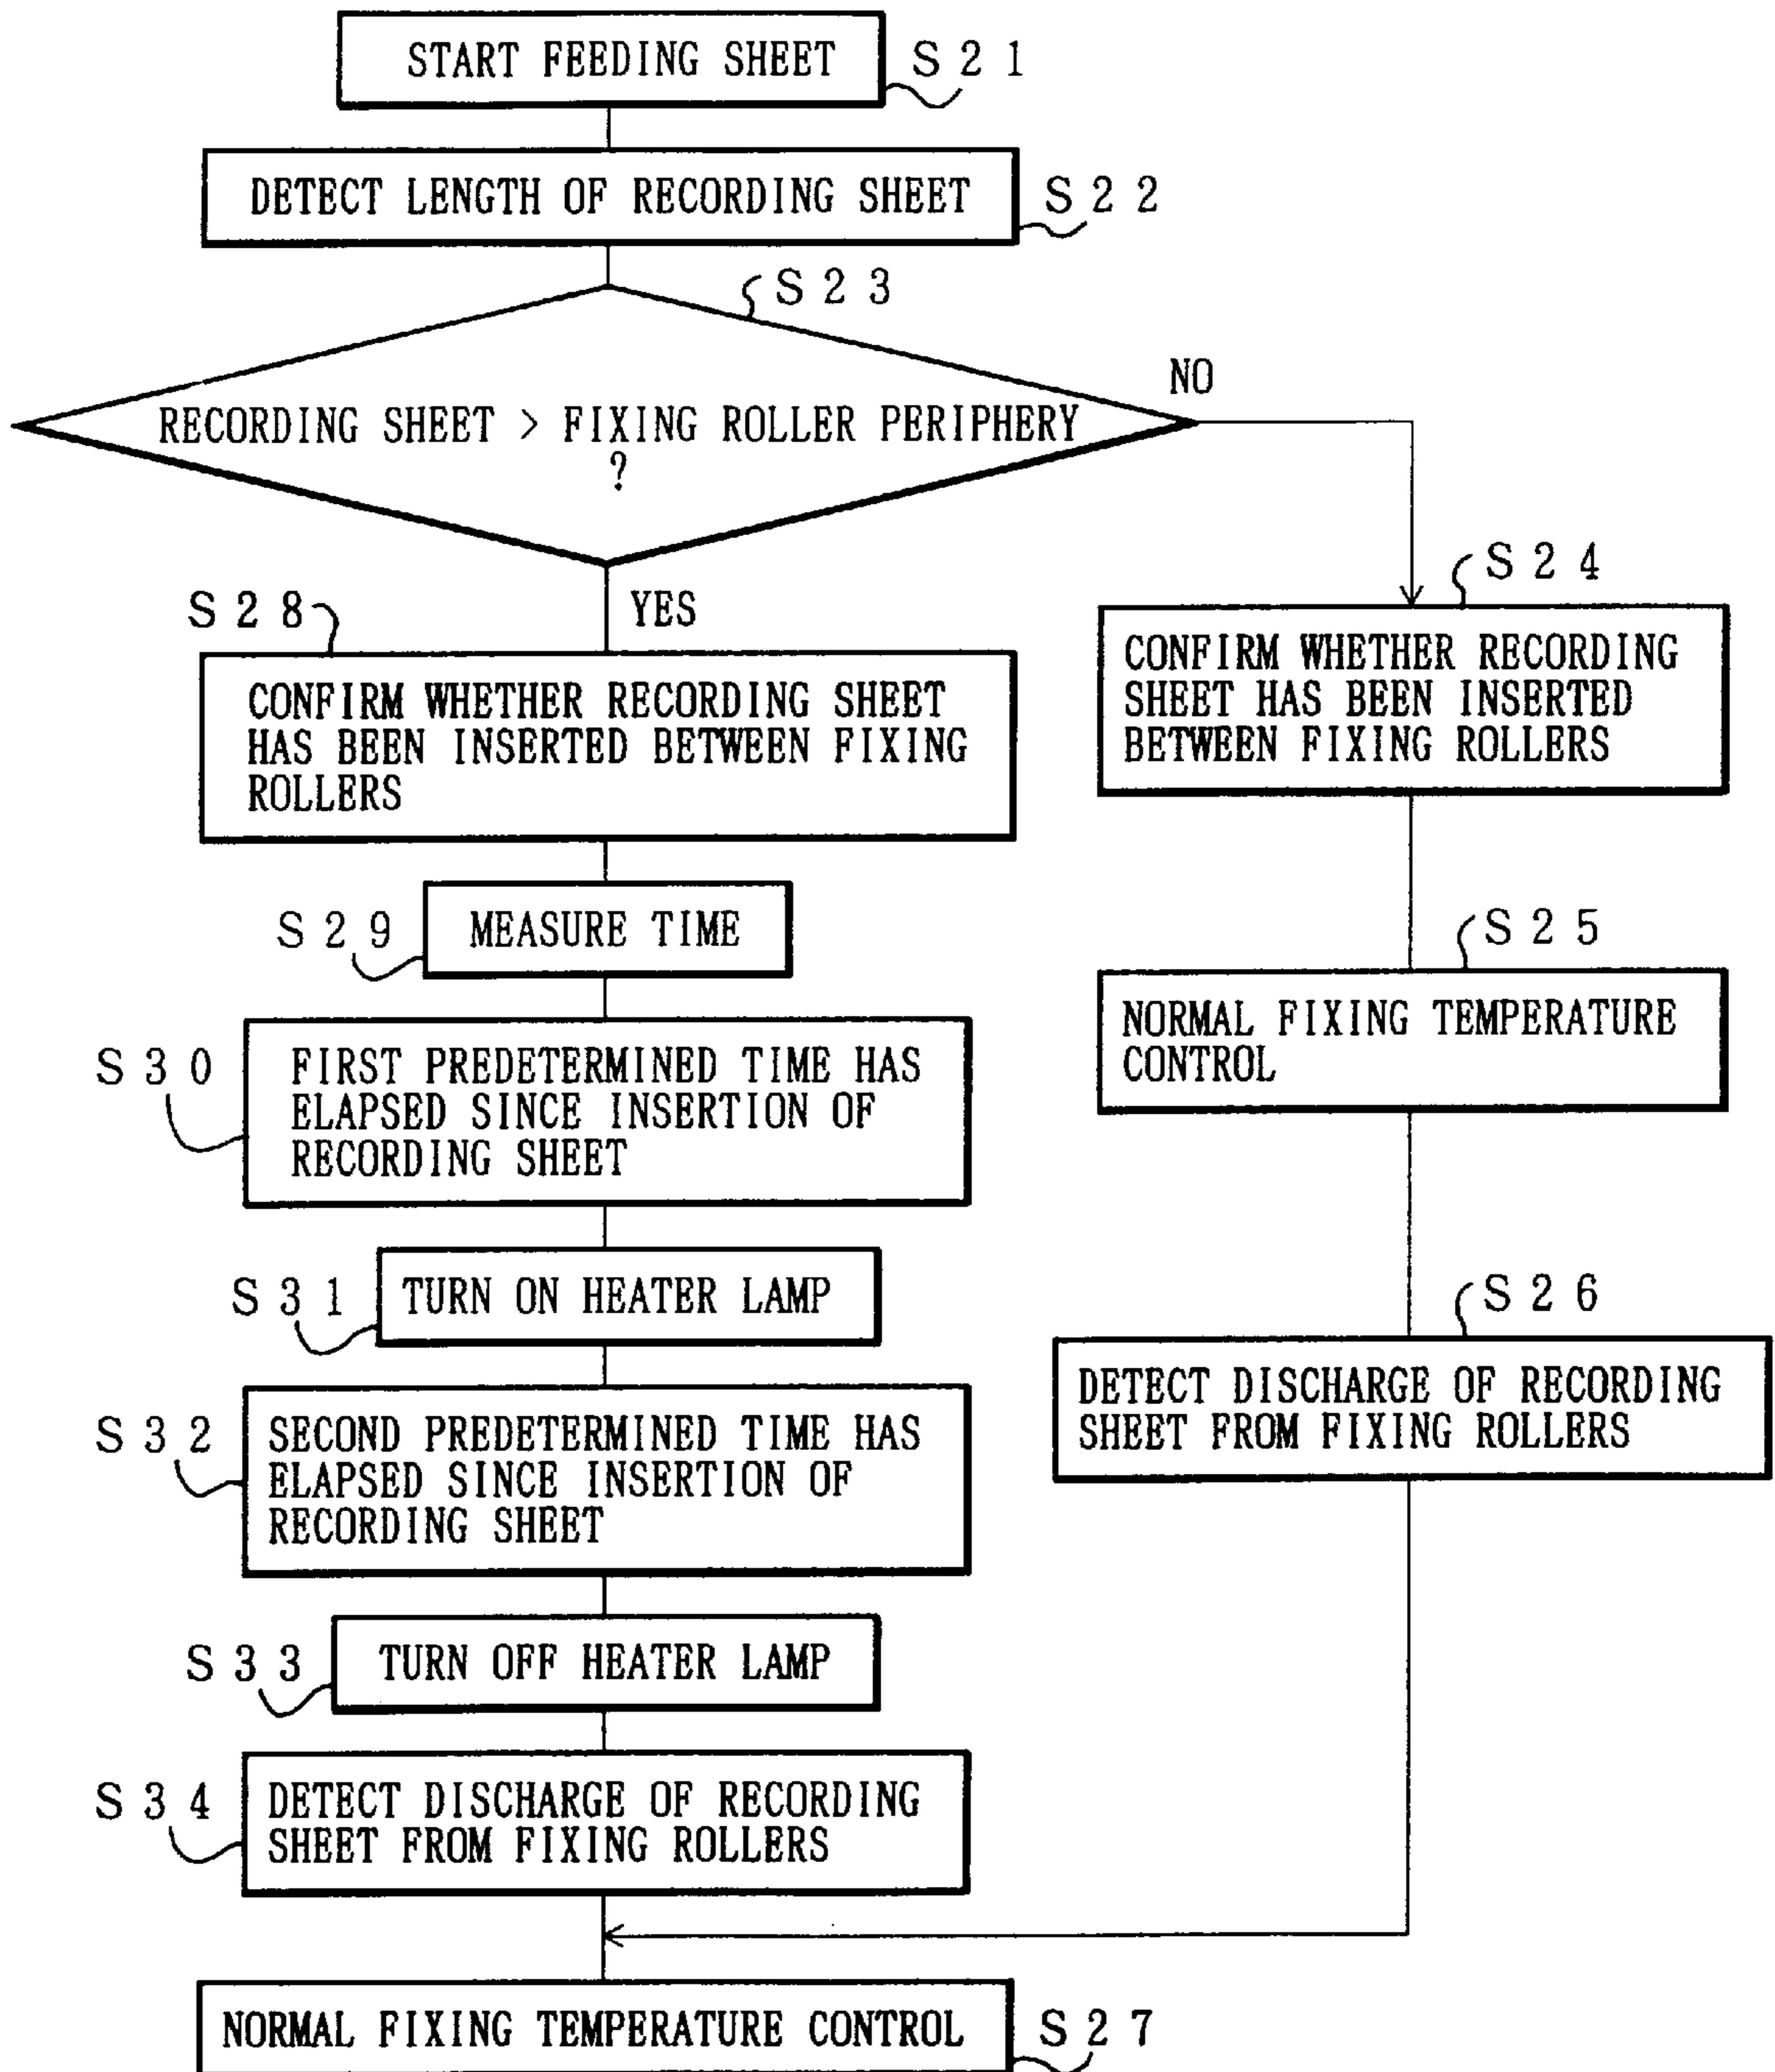 START FEEDING SHEET
S21
DETECT LENGTH OF RECORDING SHEET
S22
S23
RECORDING SHEET > FIXING ROLLER PERIPHERY
?
NO
YES
S24
CONFIRM WHETHER RECORDING
SHEET HAS BEEN INSERTED
BETWEEN FIXING ROLLERS
S25
NORMAL FIXING TEMPERATURE
CONTROL
S26
DETECT DISCHARGE OF RECORDING
SHEET FROM FIXING ROLLERS
S28
CONFIRM WHETHER RECORDING SHEET
HAS BEEN INSERTED BETWEEN FIXING
ROLLERS
S29
MEASURE TIME
S30
FIRST PREDETERMINED TIME HAS
ELAPSED SINCE INSERTION OF
RECORDING SHEET
S31
TURN ON HEATER LAMP
S32
SECOND PREDETERMINED TIME HAS
ELAPSED SINCE INSERTION OF
RECORDING SHEET
S33
TURN OFF HEATER LAMP
S34
DETECT DISCHARGE OF RECORDING
SHEET FROM FIXING ROLLERS
NORMAL FIXING TEMPERATURE CONTROL
S27